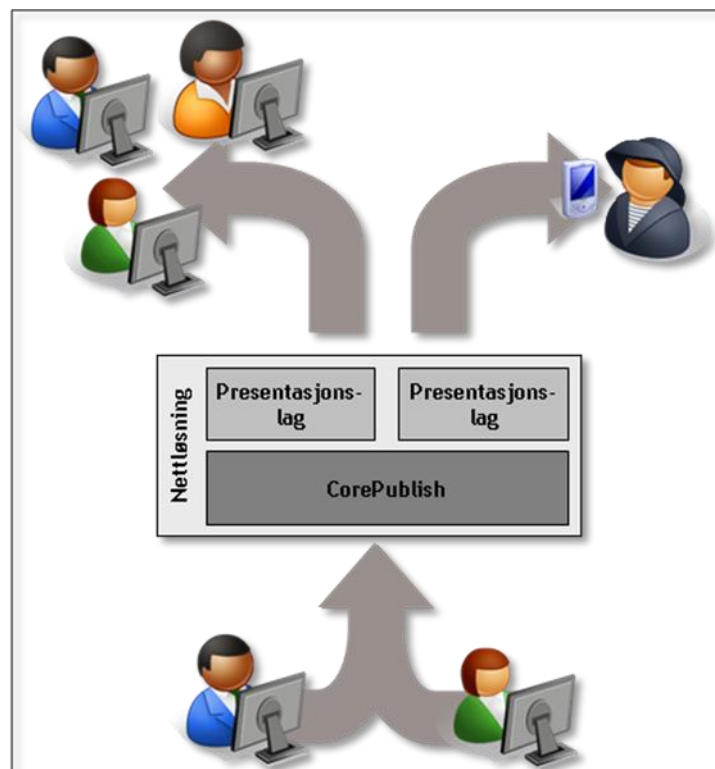 Nettløsning
Presentasjons-
lag
Presentasjons-
lag
CorePublish